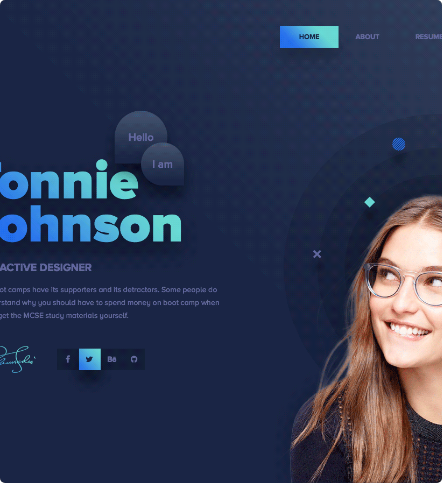 HOME ABOUT RESUME
Hello
I am
onnie
ohnson
ACTIVE DESIGNER
ot camps have its supporters and its detractors. Some people do
rstand why you should have to spend money on boot camp when
get the MCSE study materials yourself.
Bē